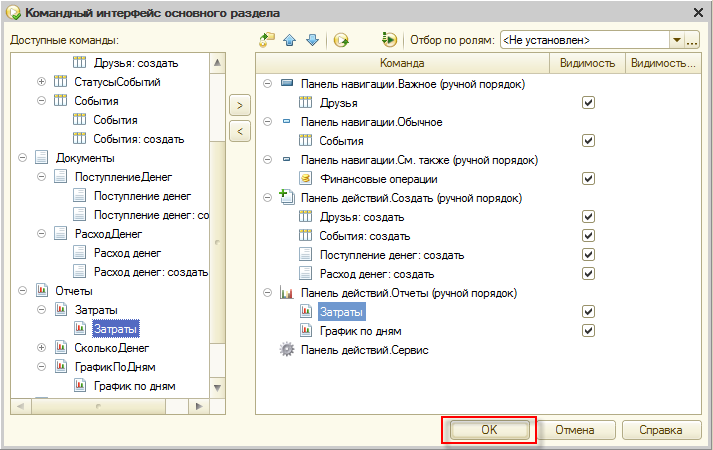 Командный интерфейс основного раздела
Доступные команды:
Отбор по ролям: <Не установлен>
Друзья: создать
СтатусыСобытий
События
События
События: создать
Документы
ПоступлениеДенег
Поступление денег
Поступление денег: со
РасходДенег
Расход денег
Расход денег: создать
Отчеты
Затраты
Затраты
СколькоДенег
ГрафикПоДням
График по дням
>
<
Команда Видимость Видимость...
Панель навигации.Важное (ручной порядок)
Друзья
Панель навигации.Обычное
События
Панель навигации.См. также (ручной порядок)
Финансовые операции
Панель действий.Создать (ручной порядок)
Друзья: создать
События: создать
Поступление денег: создать
Расход денег: создать
Панель действий.Отчеты (ручной порядок)
Затраты
График по дням
Панель действий.Сервис
OK Отмена Справка